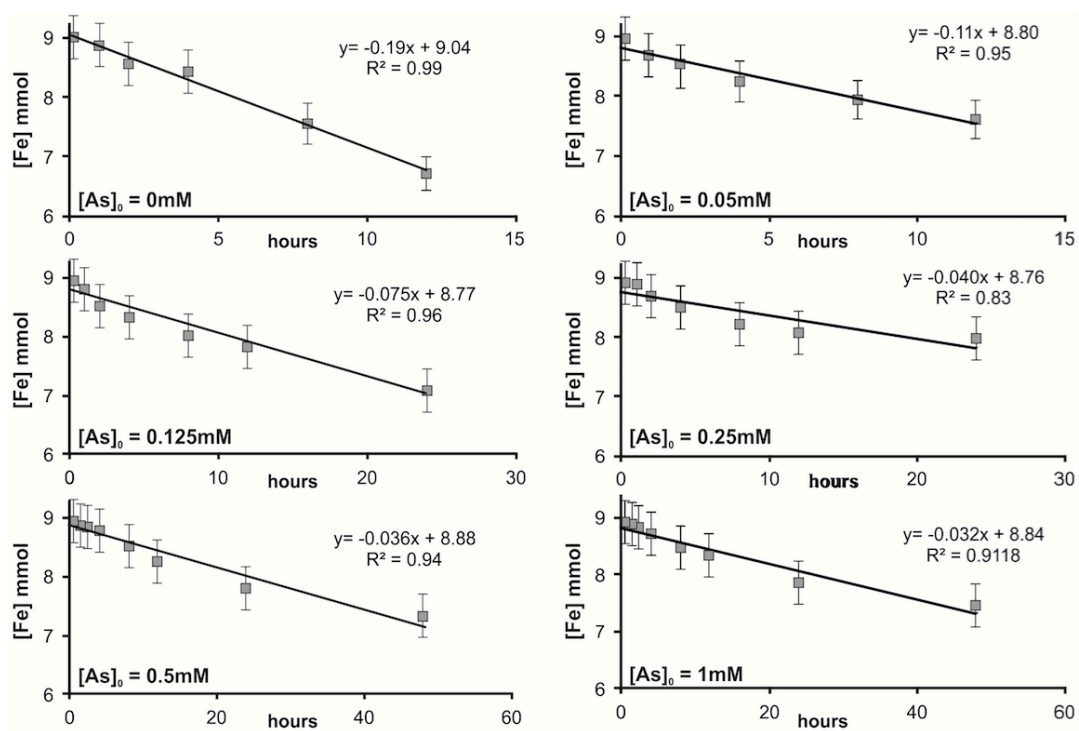 9
8
7
6
[Fe] mmol
y= -0.19x + 9.04
R² = 0.99
[As]₀ = 0mM
0 5 10 15
hours
9
8
7
6
[Fe] mmol
y= -0.11x + 8.80
R² = 0.95
[As]₀ = 0.05mM
0 5 10 15
hours
9
8
7
6
[Fe] mmol
y= -0.075x + 8.77
R² = 0.96
[As]₀ = 0.125mM
0 10 20 30
hours
9
8
7
6
[Fe] mmol
y= -0.040x + 8.76
R² = 0.83
[As]₀ = 0.25mM
0 10 20 30
hours
9
8
7
6
[Fe] mmol
y= -0.036x + 8.88
R² = 0.94
[As]₀ = 0.5mM
0 20 40 60
hours
9
8
7
6
[Fe] mmol
y= -0.032x + 8.84
R² = 0.9118
[As]₀ = 1mM
0 20 40 60
hours